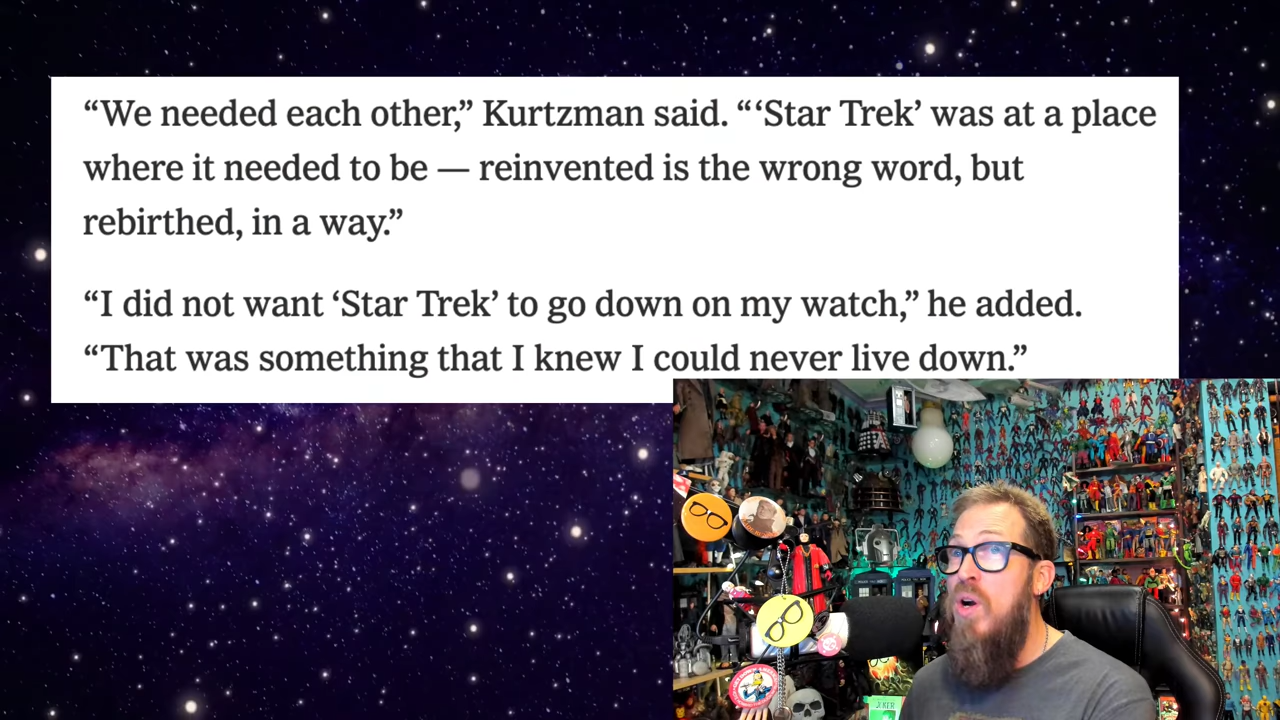 “We needed each other,” Kurtzman said. “‘Star Trek’ was at a place
where it needed to be — reinvented is the wrong word, but
rebirthed, in a way.”
“I did not want ‘Star Trek’ to go down on my watch,” he added.
“That was something that I knew I could never live down.”
JOKER